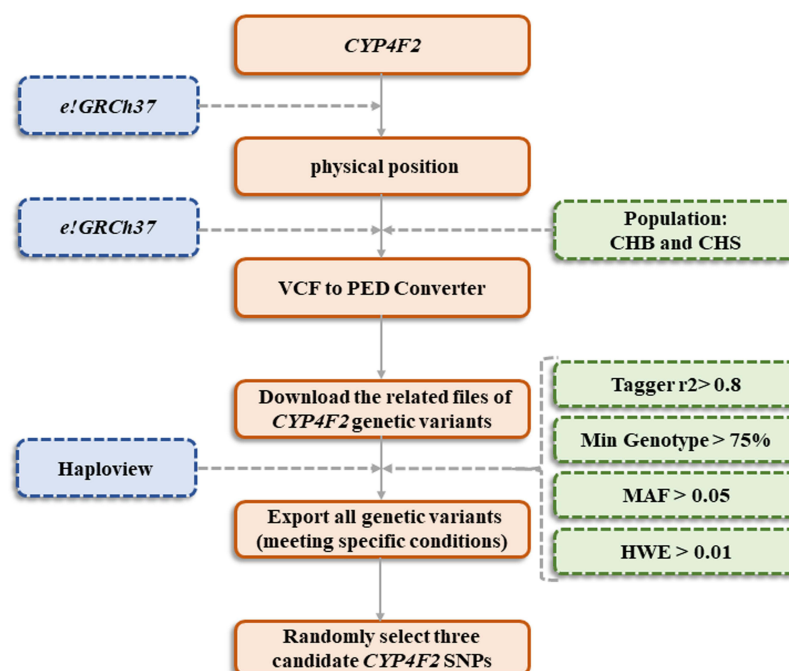 CYP4F2
e!GRCh37
physical position
e!GRCh37
Population:
CHB and CHS
VCF to PED Converter
Download the related files of
CYP4F2 genetic variants
Tagger r2> 0.8
Min Genotype > 75%
Haploview
MAF > 0.05
Export all genetic variants
(meeting specific conditions)
HWE > 0.01
Randomly select three
candidate CYP4F2 SNPs